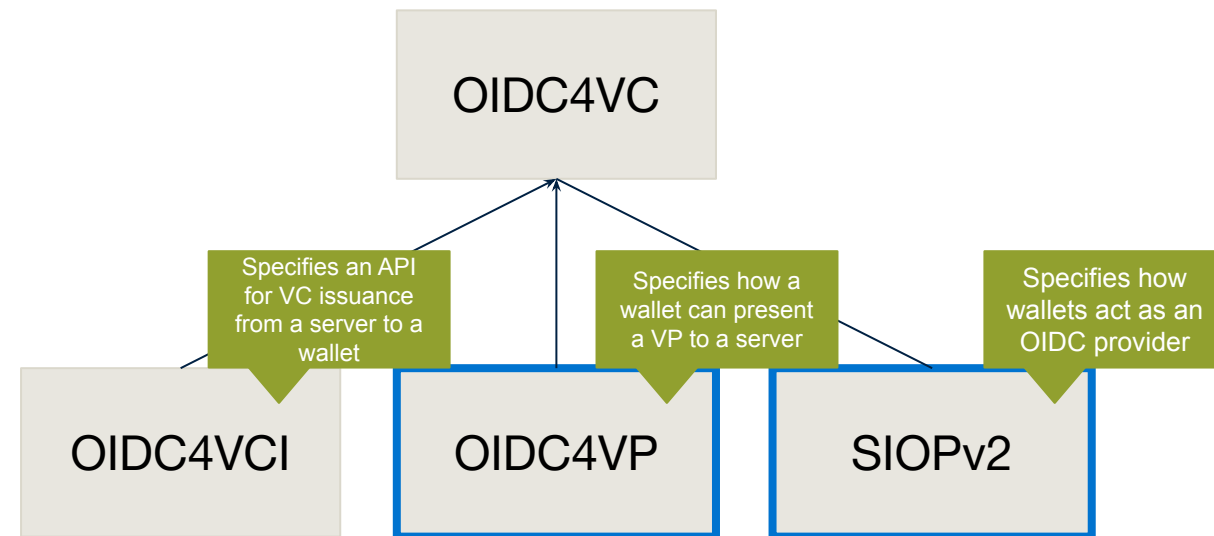 OIDC4VC
Specifies an API
for VC issuance
from a server to a
wallet
Specifies how a
wallet can present
a VP to a server
Specifies how
wallets act as an
OIDC provider
OIDC4VCI
OIDC4VP
SIOPv2